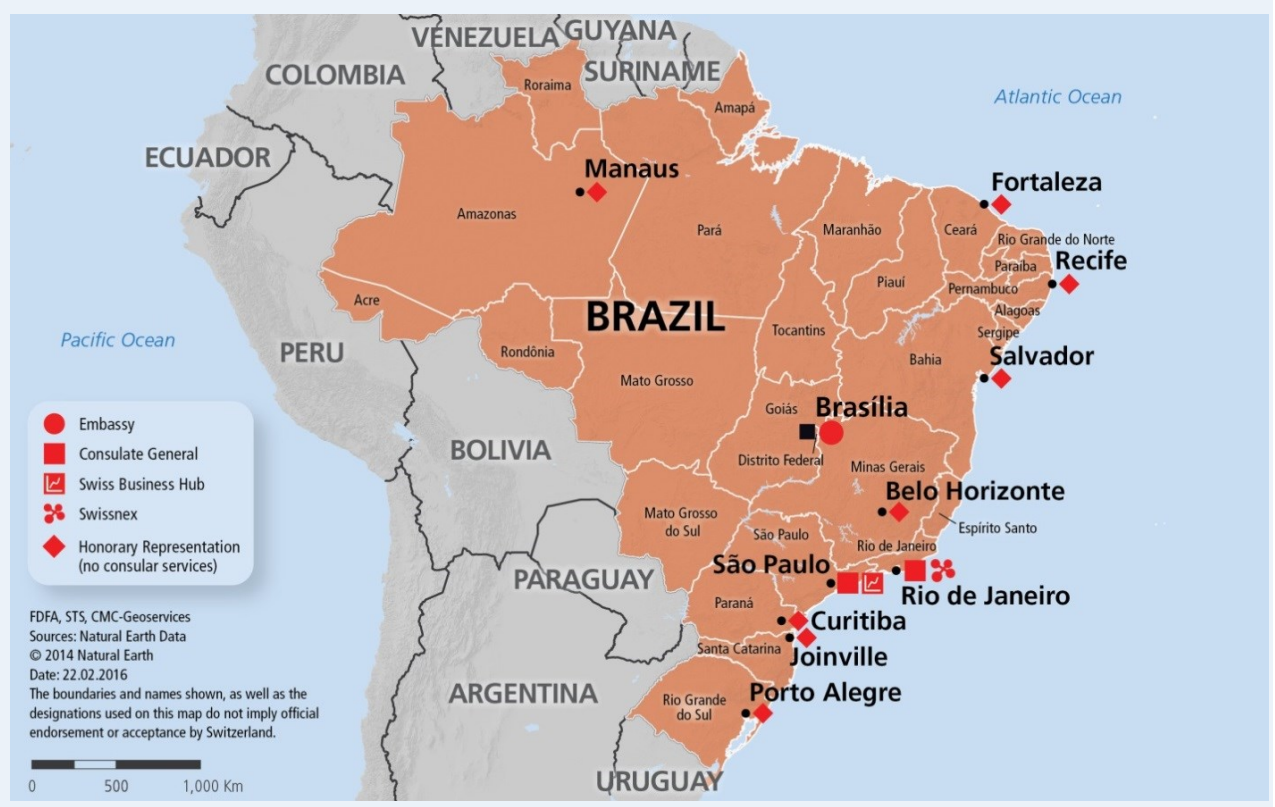 VENEZUELA
GUYANA
SURINAME
COLOMBIA
Roraima
Amapá
Atlantic Ocean
ECUADOR
Manaus
Fortaleza
Amazonas
Pará
Maranhão
Ceará
Rio Grande do Norte
Paraíba
Recife
Piauí
Pernambuco
Acre
BRAZIL
Alagoas
Sergipe
Tocantins
Pacific Ocean
PERU
Rondônia
Mato Grosso
Bahia
Salvador
Goiás
Brasília
Embassy
Consulate General
Swiss Business Hub
Swissnex
Honorary Representation
(no consular services)
BOLIVIA
Distrito Federal
Minas Gerais
Belo Horizonte
Mato Grosso
do Sul
São Paulo
Espírito Santo
Rio de Janeiro
São Paulo
PARAGUAY
Rio de Janeiro
Paraná
Curitiba
Santa Catarina
Joinville
ARGENTINA
Rio Grande
do Sul
Porto Alegre
URUGUAY
FDFA, STS, CMC-Geoservices
Sources: Natural Earth Data
© 2014 Natural Earth
Date: 22.02.2016
The boundaries and names shown, as well as the
designations used on this map do not imply official
endorsement or acceptance by Switzerland.
0 500 1,000 Km